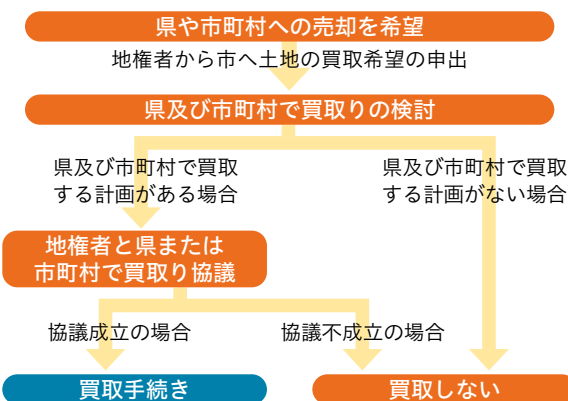 県や市町村への売却を希望
地権者から市へ土地の買取希望の申出
県及び市町村で買取りの検討
県及び市町村で買取
する計画がある場合
県及び市町村で買取
する計画がない場合
地権者と県または
市町村で買取り協議
協議成立の場合
協議不成立の場合
買取手続き
買取しない